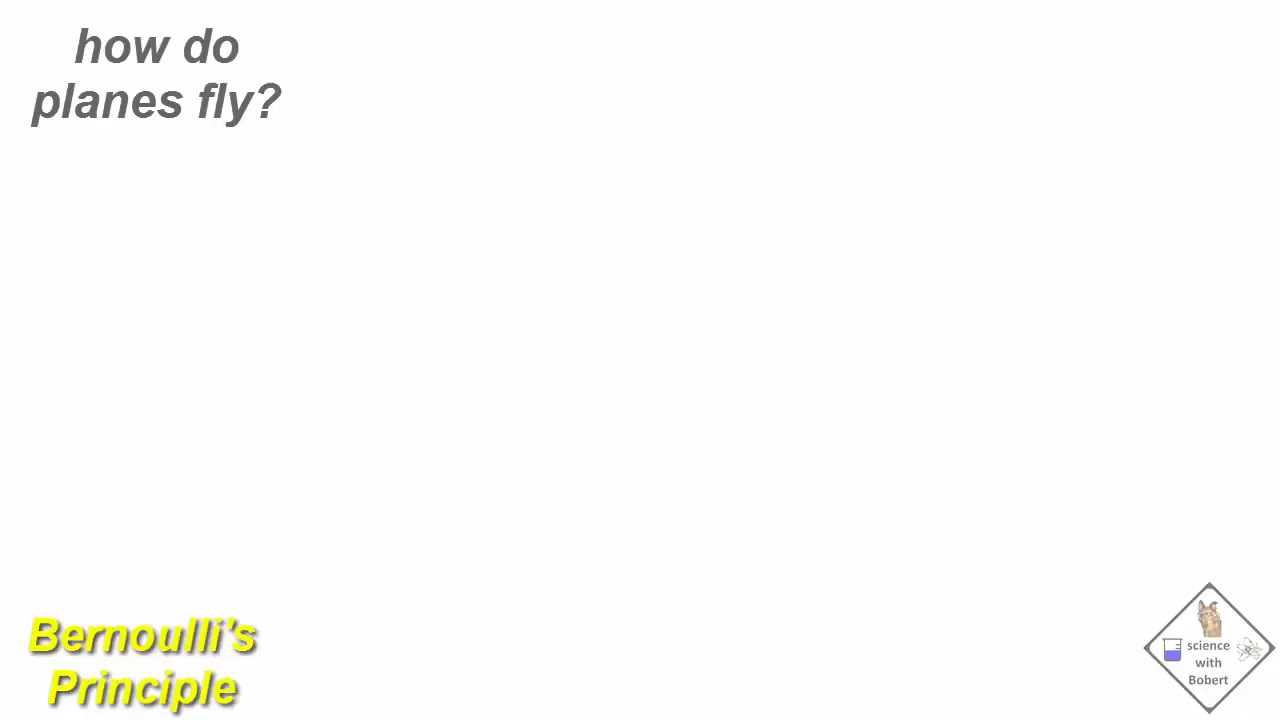 how do
planes fly?
Bernoulli's
Principle
science
with
Bobert